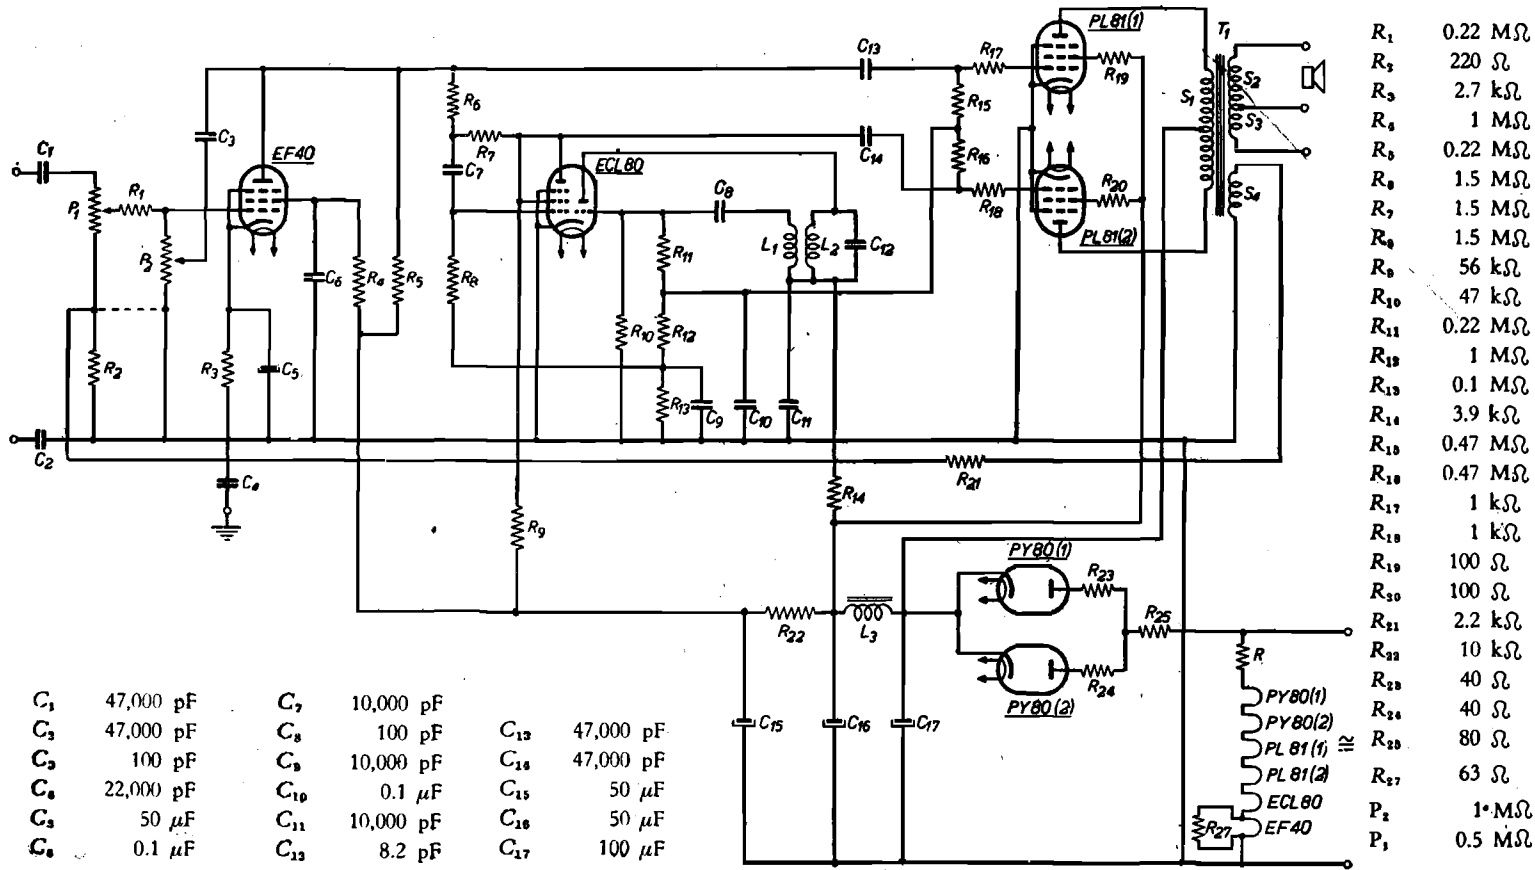 PL81(1)
T1
R1 0.22 MΩ
R3 220 Ω
R3 2.7 kΩ
R4 1 MΩ
R5 0.22 MΩ
R6 1.5 MΩ
R7 1.5 MΩ
R8 1.5 MΩ
R9 56 kΩ
R10 47 kΩ
R11 0.22 MΩ
R12 1 MΩ
R13 0.1 MΩ
R14 3.9 kΩ
R15 0.47 MΩ
R16 0.47 MΩ
R17 1 kΩ
R18 1 kΩ
R19 100 Ω
R20 100 Ω
R21 2.2 kΩ
R22 10 kΩ
R23 40 Ω
R24 40 Ω
R25 80 Ω
R27 63 Ω
P2 1 MΩ
P1 0.5 MΩ
C13
R17
R19
S1
S2
S3
S4
C3
EF40
R6
R7
C7
ECL80
C14
R15
R16
R18
R20
PL81(2)
C1
P1
R1
P2
C6
R4
R5
R8
C8
L1
L2
C12
R11
R10
R12
R13
C9
C10
C11
R2
R3
C5
C2
C4
R21
R14
R9
PY80(1)
R23
R22
L3
R24
R25
PY80(2)
C15
C16
C17
R
PY80(1)
PY80(2)
PL81(1) ≅
PL81(2)
ECL80
EF40
R27
C1 47,000 pF
C2 47,000 pF
C3 100 pF
C4 22,000 pF
C5 50 μF
C6 0.1 μF
C7 10,000 pF
C8 100 pF
C9 10,000 pF
C10 0.1 μF
C11 10,000 pF
C12 8.2 pF
C13 47,000 pF
C14 47,000 pF
C15 50 μF
C16 50 μF
C17 100 μF